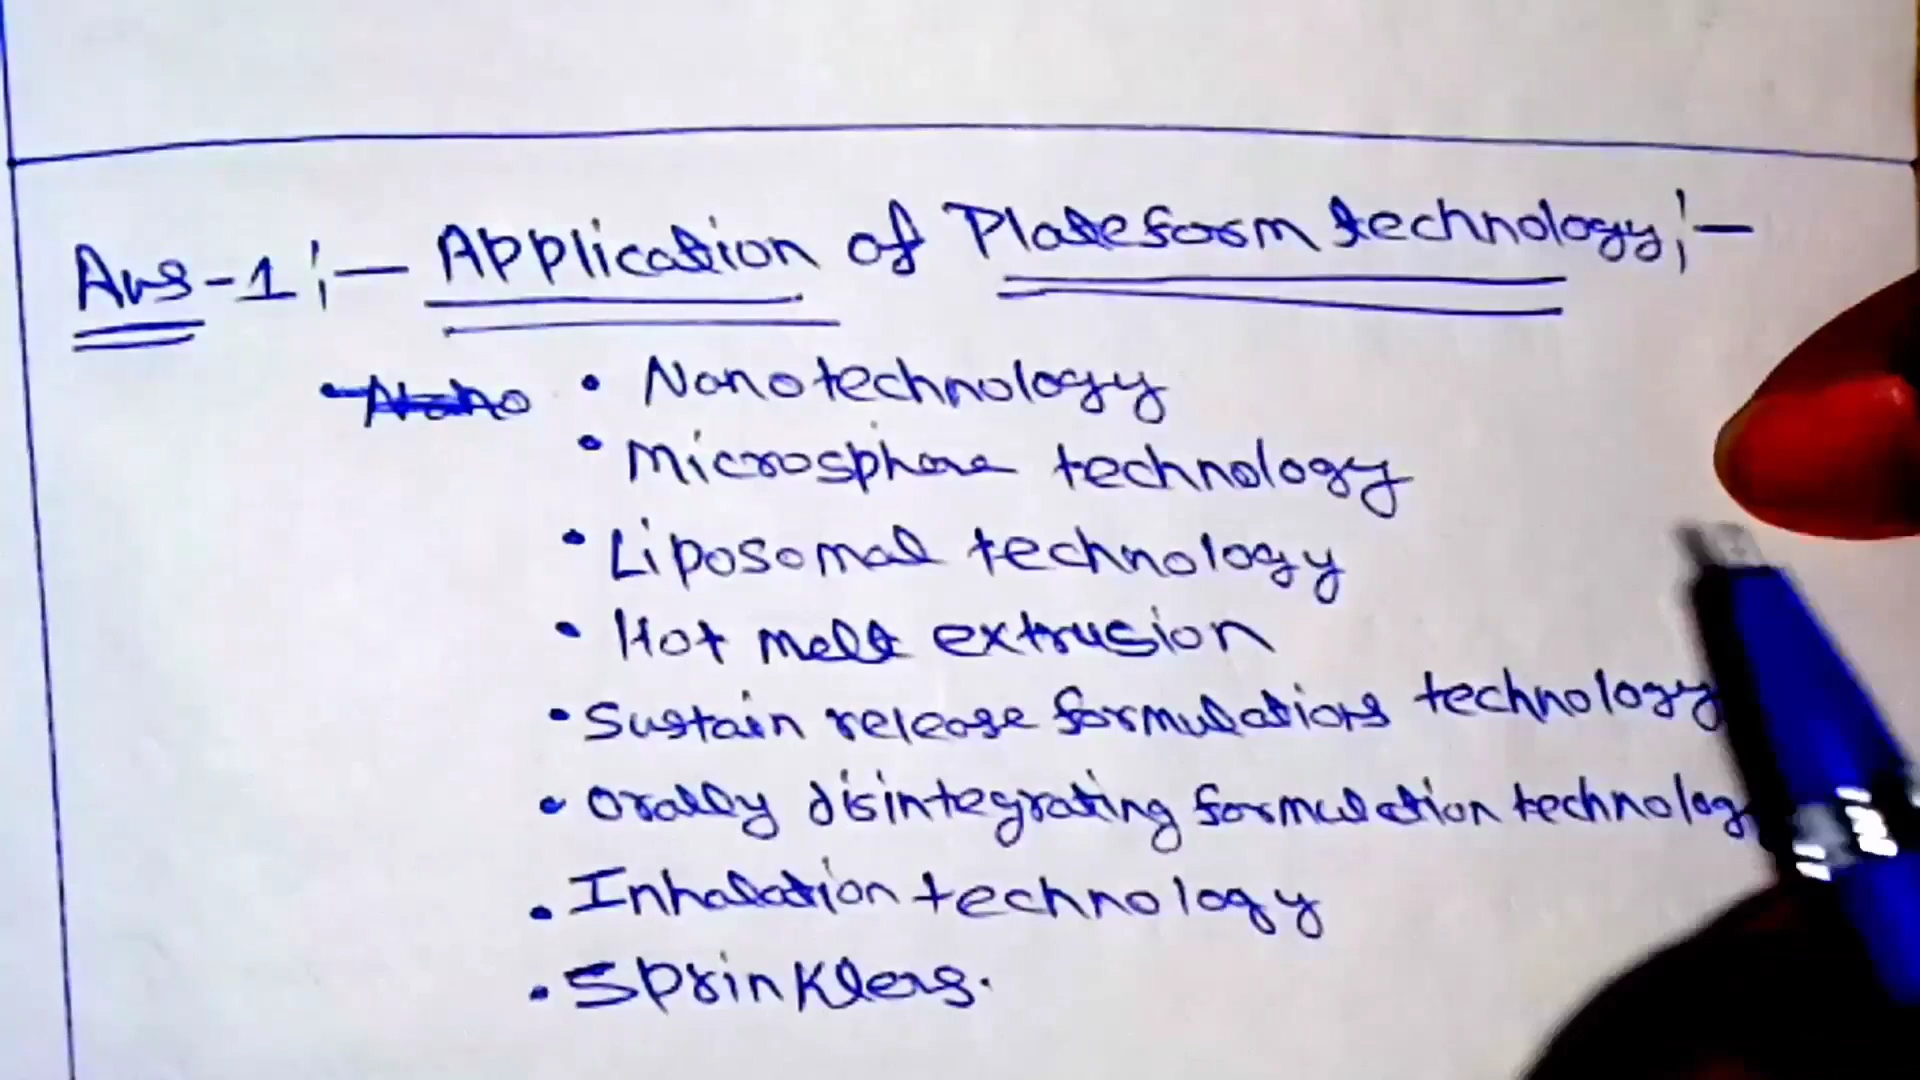 Ans-1 :- Application of Plateform technology :-
• Nanotechnology
• Microsphere technology
• Liposomal technology
• Hot melt extrusion
• Sustain release formulations technology
• Orally disintegrating formulation technolog
• Inhalation technology
• Sprinklers.